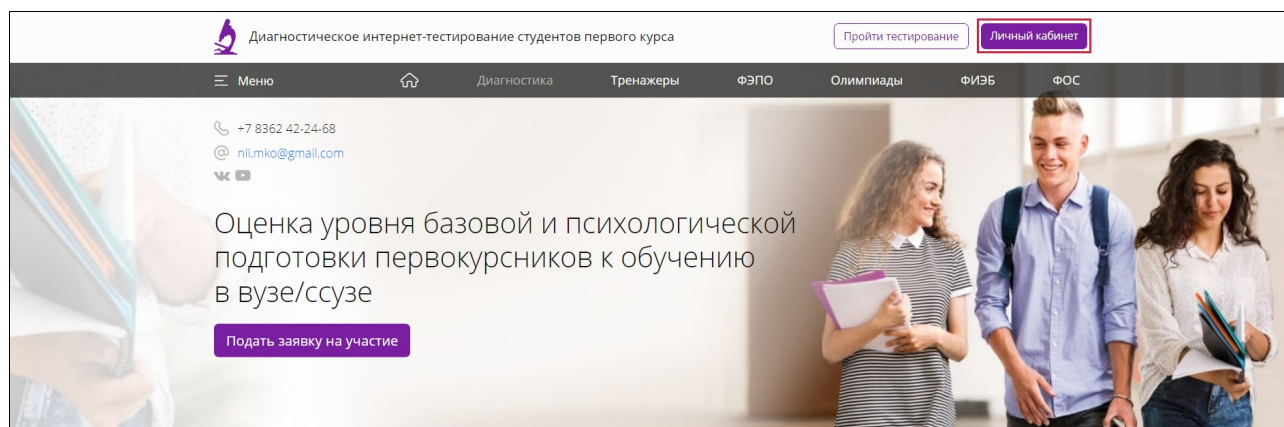 Диагностическое интернет-тестирование студентов первого курса
Пройти тестирование
Личный кабинет
Меню
Диагностика
Тренажеры
ФЭПО
Олимпиады
ФИЭБ
ФОС
+7 8362 42-24-68
nii.mko@gmail.com
Оценка уровня базовой и психологической
подготовки первокурсников к обучению
в вузе/ссузе
Подать заявку на участие